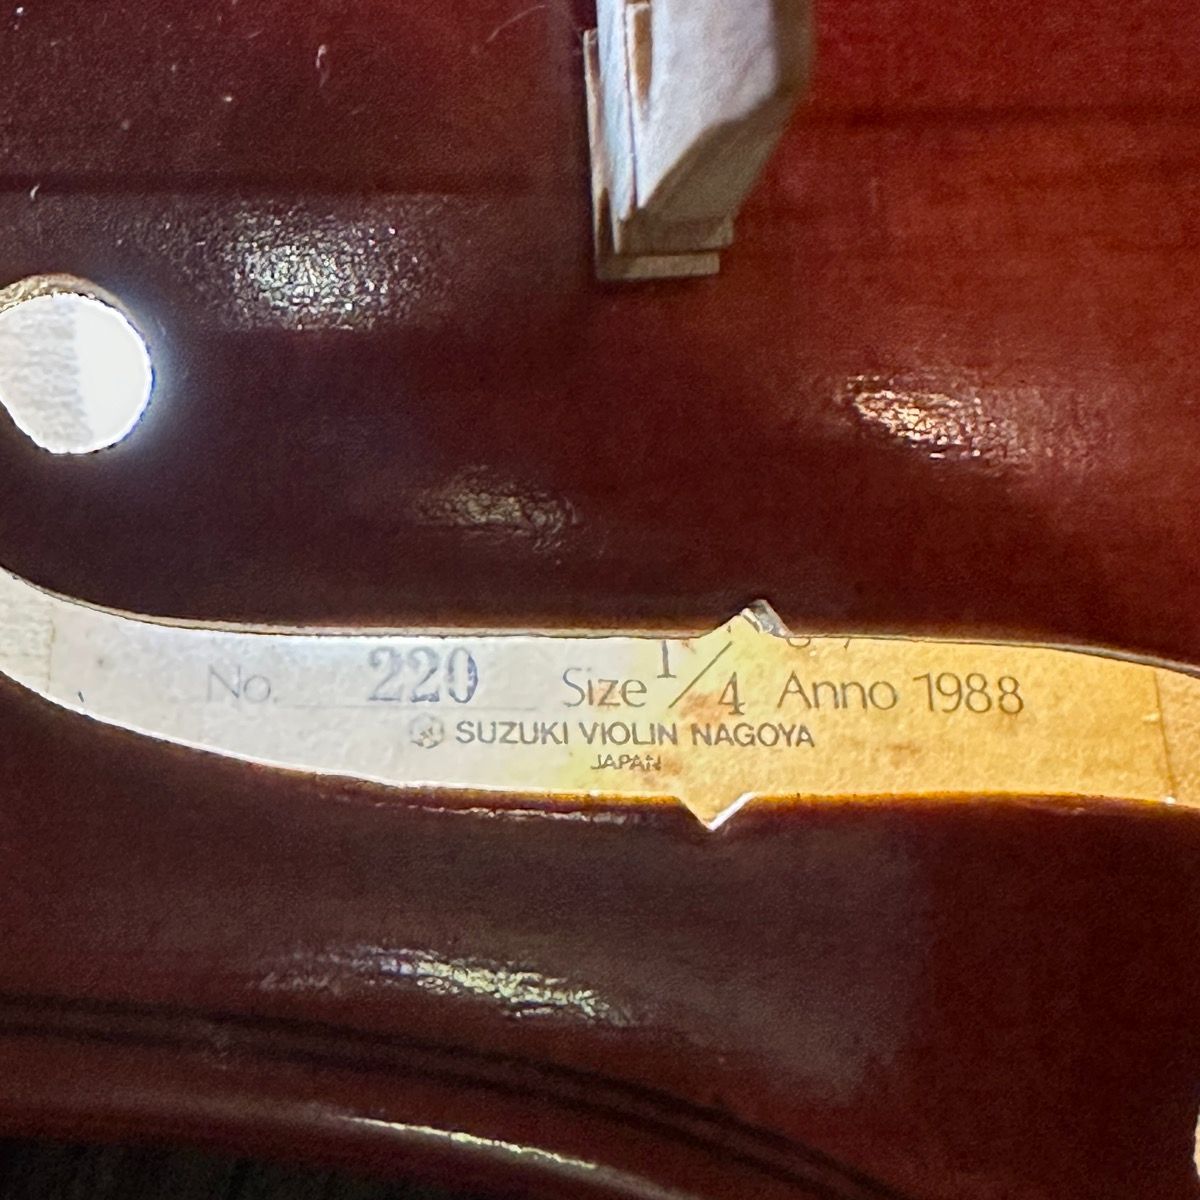 No. 220 Size 1/4 Anno 1988
SUZUKI VIOLIN NAGOYA
JAPAN